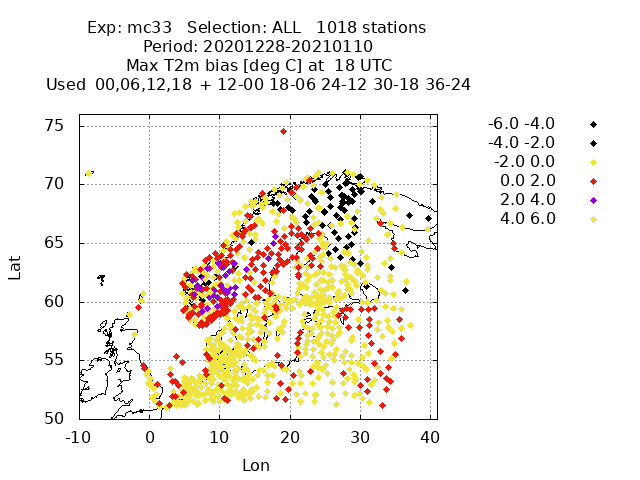 Exp: mc33   Selection: ALL   1018 stations
Period: 20201228-20210110
Max T2m bias [deg C] at  18 UTC
Used  00,06,12,18  + 12-00 18-06 24-12 30-18 36-24
-6.0 -4.0
-4.0 -2.0
-2.0 0.0
0.0 2.0
2.0 4.0
4.0 6.0
75
70
65
60
55
50
Lat
-10 0 10 20 30 40
Lon